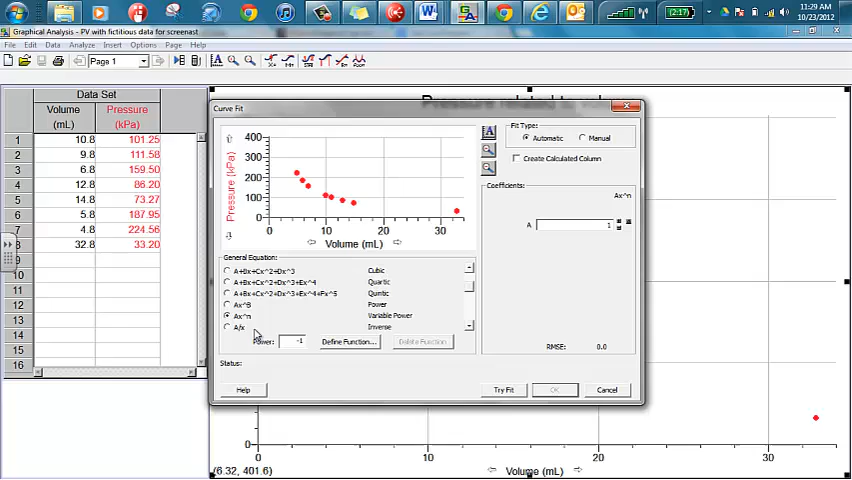 11:29 AM
(2:17)
10/23/2012
Graphical Analysis - PV with fictitious data for screenast
File Edit Data Analyze Insert Options Page Help
Page 1
Data Set
Volume Pressure
(mL) (kPa)
1 10.8 101.25
2 9.8 111.58
3 6.8 159.50
4 12.8 86.20
5 14.8 73.27
6 5.8 187.95
7 4.8 224.56
8 32.8 33.20
9
10
11
12
13
14
15
16
Pressure related to volu
Curve Fit
400
300
200
100
0
Pressure (kPa)
0 10 20 30
Volume (mL)
General Equation:
A+Bx+Cx^2+Dx^3 Cubic
A+Bx+Cx^2+Dx^3+Ex^4 Quartic
A+Bx+Cx^2+Dx^3+Ex^4+Fx^5 Quintic
Ax^B Power
Ax^n Variable Power
A/x Inverse
Power: -1 Define Function... Delete Function
Status:
Help
Fit Type:
Automatic Manual
Create Calculated Column
Coefficients:
Ax^n
A 1
RMSE: 0.0
Try Fit OK Cancel
0
0 10 20 30
(6.32, 401.6)
Volume (mL)